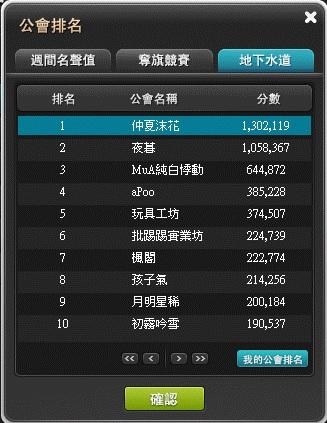 公會排名
週間名聲值 奪旗競賽 地下水道
排名 公會名稱 分數
1 仲夏沫花 1,302,119
2 夜碁 1,058,367
3 MuA純白悸動 644,872
4 aPoo 385,228
5 玩具工坊 374,507
6 批踢踢實業坊 224,739
7 楓閣 222,774
8 孩子氣 214,256
9 月明星稀 200,184
10 初霧吟雪 190,537
我的公會排名
確認